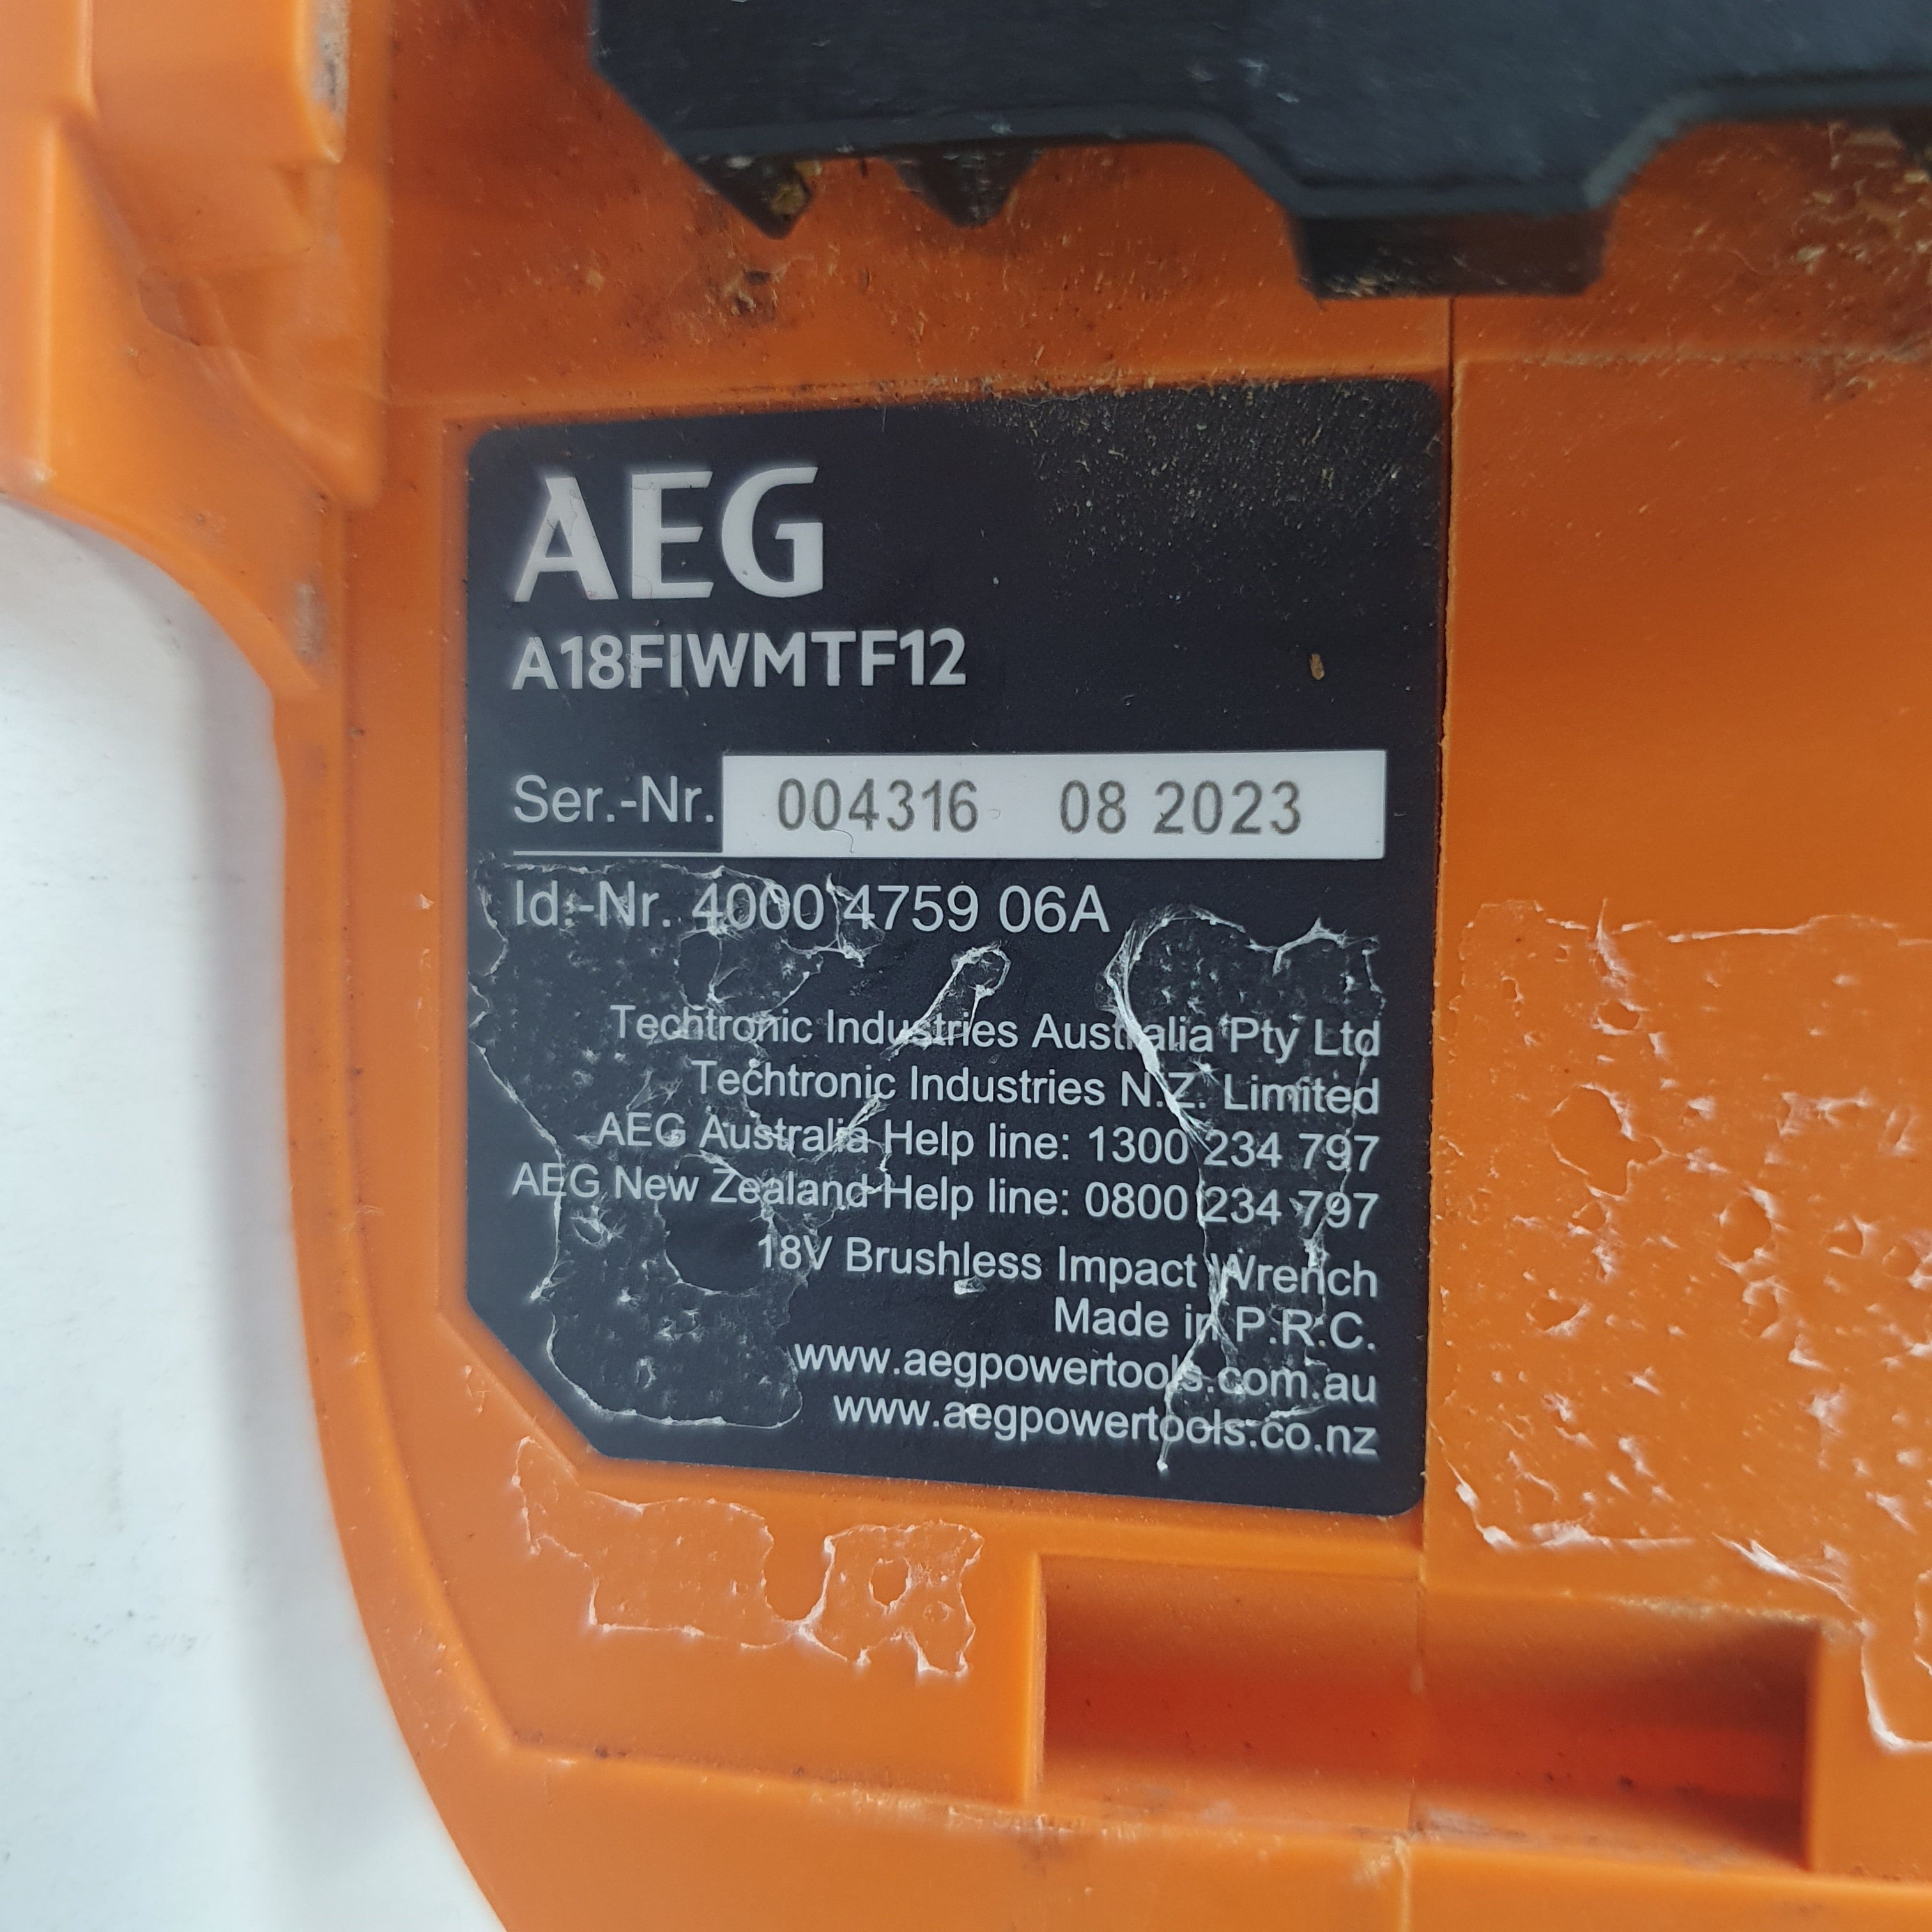 AEG
A18FIWMTF12
Ser.-Nr. 004316 08 2023
Id.-Nr. 4000 4759 06A
Techtronic Industries Australia Pty Ltd
Techtronic Industries N.Z. Limited
AEG Australia Help line: 1300 234 797
AEG New Zealand Help line: 0800 234 797
18V Brushless Impact Wrench
Made in P.R.C.
www.aegpowertools.com.au
www.aegpowertools.co.nz